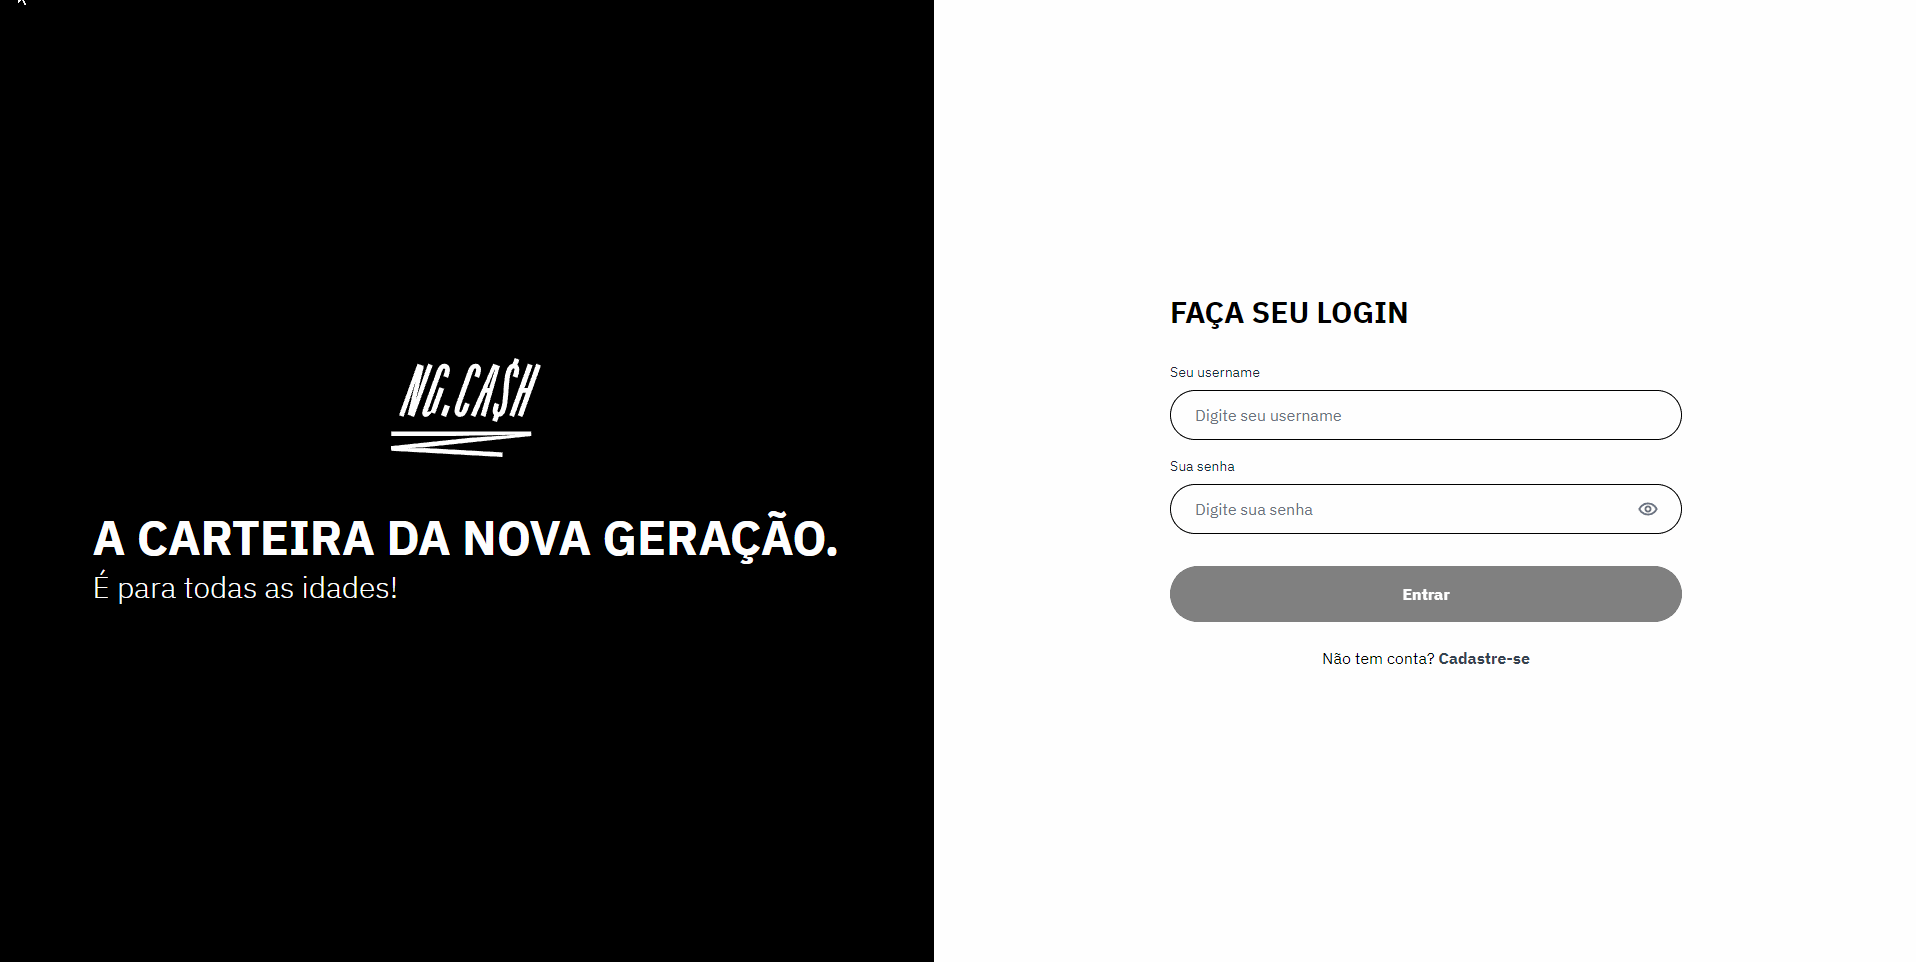 NG.CA$H
A CARTEIRA DA NOVA GERAÇÃO.
É para todas as idades!
FAÇA SEU LOGIN
Seu username
Digite seu username
Sua senha
Digite sua senha
Entrar
Não tem conta? Cadastre-se